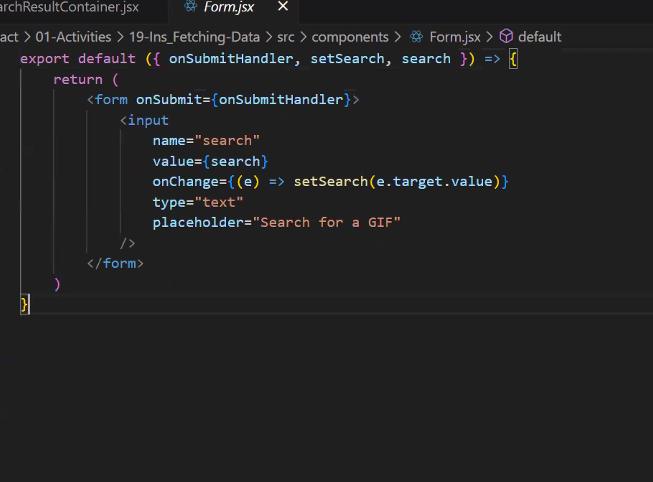 archResultContainer.jsx Form.jsx ×
act > 01-Activities > 19-Ins_Fetching-Data > src > components > Form.jsx > default
export default ({ onSubmitHandler, setSearch, search }) => {
return (
<form onSubmit={onSubmitHandler}>
<input
name="search"
value={search}
onChange={(e) => setSearch(e.target.value)}
type="text"
placeholder="Search for a GIF"
/>
</form>
)
}